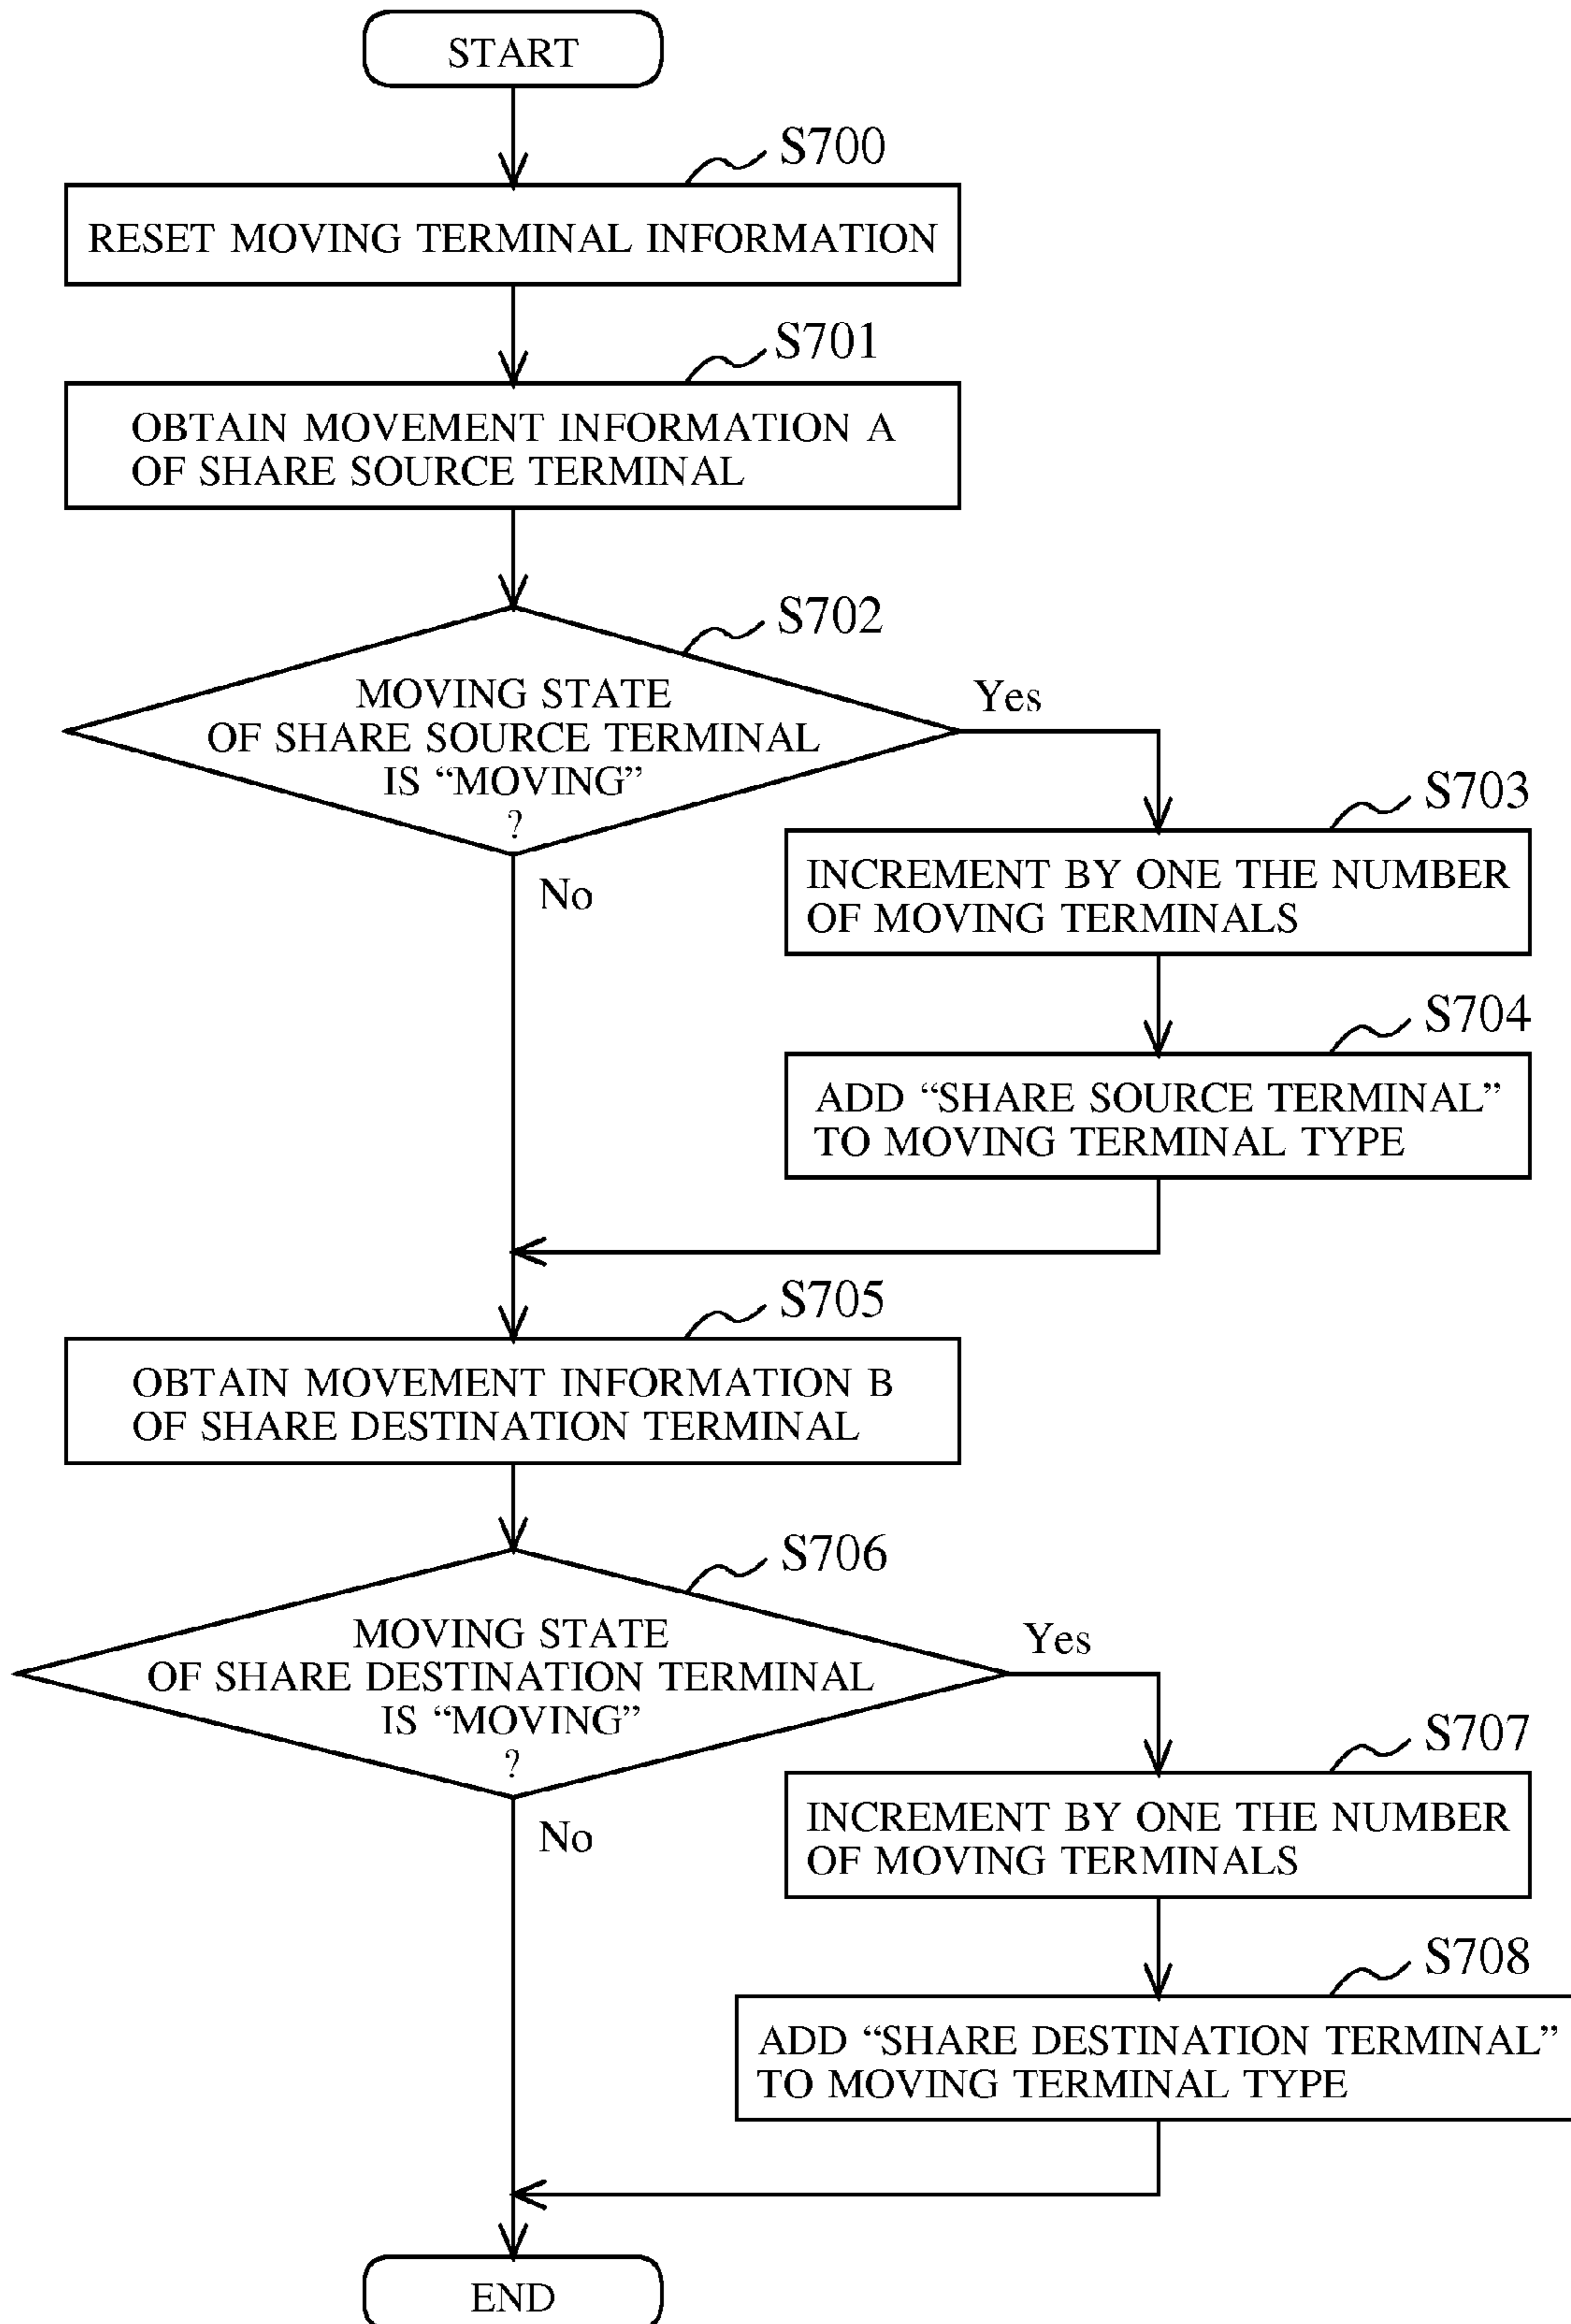 START
S700
RESET MOVING TERMINAL INFORMATION
S701
OBTAIN MOVEMENT INFORMATION A
OF SHARE SOURCE TERMINAL
S702
MOVING STATE
OF SHARE SOURCE TERMINAL
IS “MOVING”
?
Yes
No
S703
INCREMENT BY ONE THE NUMBER
OF MOVING TERMINALS
S704
ADD “SHARE SOURCE TERMINAL”
TO MOVING TERMINAL TYPE
S705
OBTAIN MOVEMENT INFORMATION B
OF SHARE DESTINATION TERMINAL
S706
MOVING STATE
OF SHARE DESTINATION TERMINAL
IS “MOVING”
?
Yes
No
S707
INCREMENT BY ONE THE NUMBER
OF MOVING TERMINALS
S708
ADD “SHARE DESTINATION TERMINAL”
TO MOVING TERMINAL TYPE
END